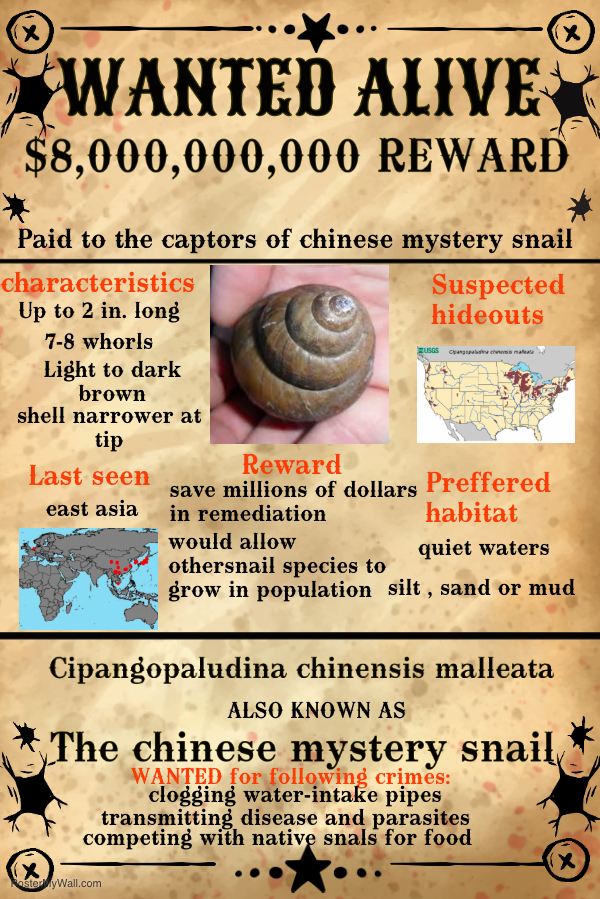 WANTED ALIVE
$8,000,000,000 REWARD
Paid to the captors of chinese mystery snail
characteristics
Up to 2 in. long
7-8 whorls
Light to dark
brown
shell narrower at
tip
Suspected
hideouts
USGS
Cipangopaludina chinensis malleata
Last seen
east asia
Reward
save millions of dollars
in remediation
would allow
othersnail species to
grow in population
Preffered
habitat
quiet waters
silt , sand or mud
Cipangopaludina chinensis malleata
ALSO KNOWN AS
The chinese mystery snail
WANTED for following crimes:
clogging water-intake pipes
transmitting disease and parasites
competing with native snals for food
PosterMyWall.com